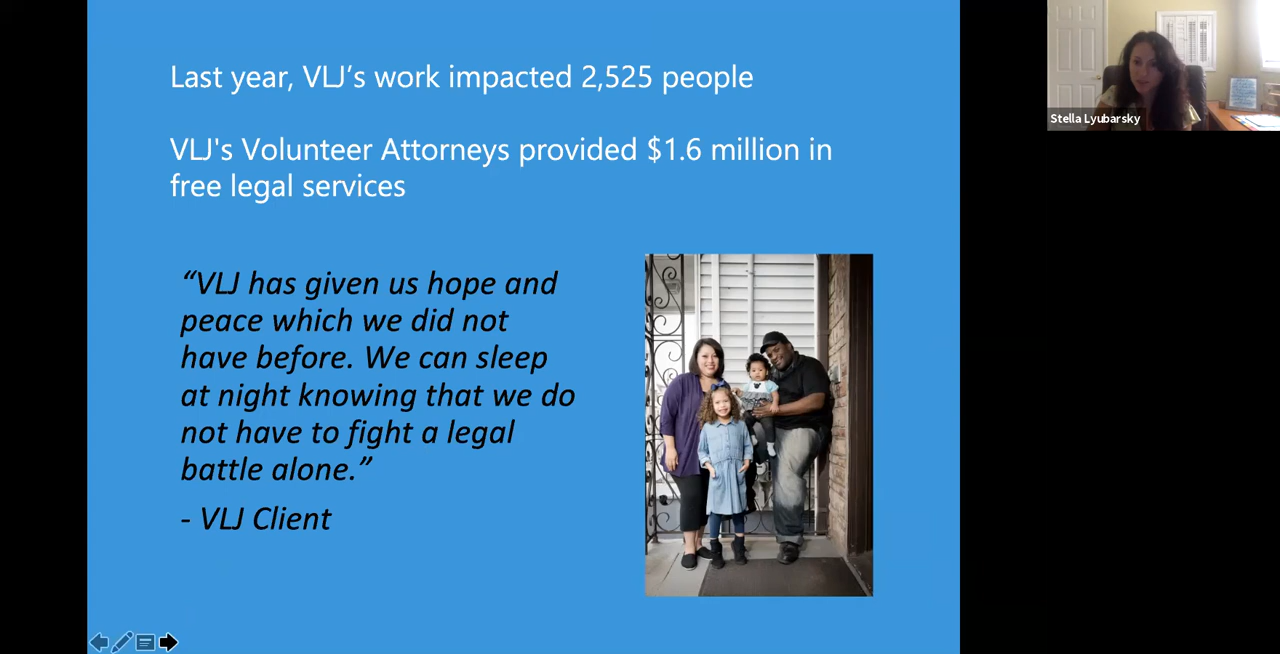 Last year, VLJ’s work impacted 2,525 people
VLJ's Volunteer Attorneys provided $1.6 million in
free legal services
“VLJ has given us hope and
peace which we did not
have before. We can sleep
at night knowing that we do
not have to fight a legal
battle alone.”
- VLJ Client
Stella Lyubarsky